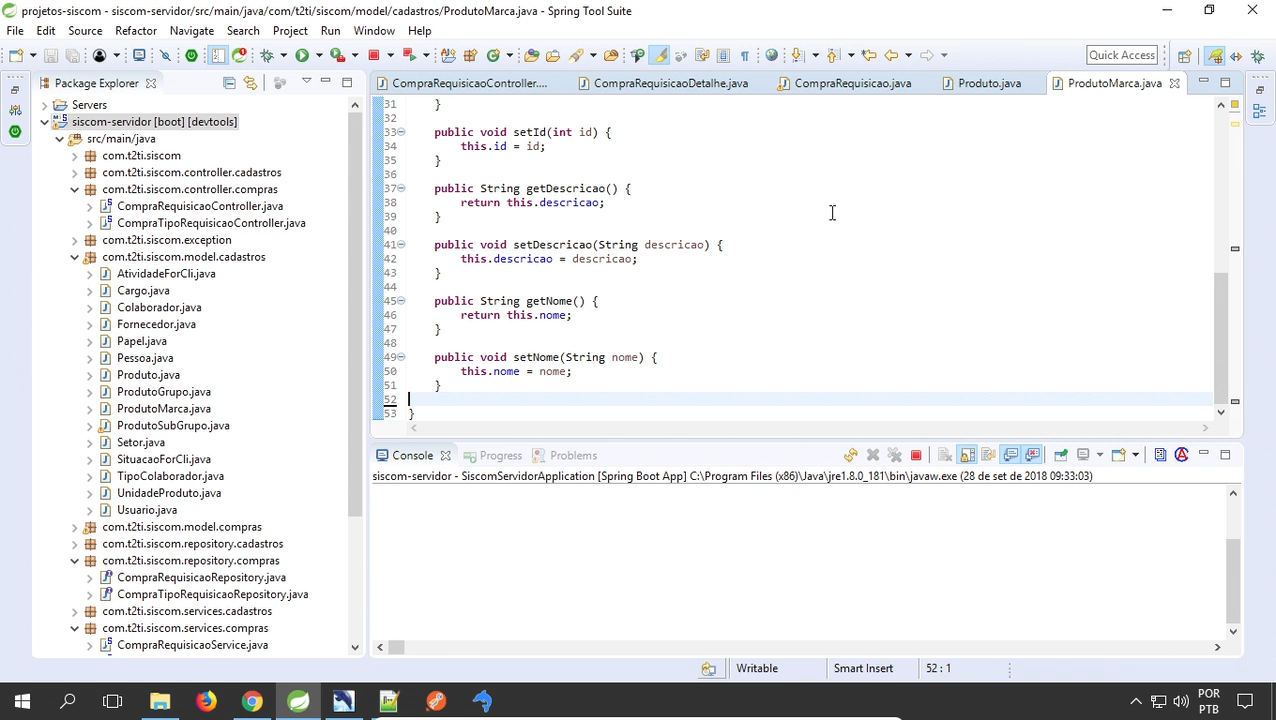 projetos-siscom - siscom-servidor/src/main/java/com/t2ti/siscom/model/cadastros/ProdutoMarca.java - Spring Tool Suite
File Edit Source Refactor Navigate Search Project Run Window Help
Quick Access
Package Explorer
Servers
siscom-servidor [boot] [devtools]
src/main/java
com.t2ti.siscom
com.t2ti.siscom.controller.cadastros
com.t2ti.siscom.controller.compras
CompraRequisicaoController.java
CompraTipoRequisicaoController.java
com.t2ti.siscom.exception
com.t2ti.siscom.model.cadastros
AtividadeForCli.java
Cargo.java
Colaborador.java
Fornecedor.java
Papel.java
Pessoa.java
Produto.java
ProdutoGrupo.java
ProdutoMarca.java
ProdutoSubGrupo.java
Setor.java
SituacaoForCli.java
TipoColaborador.java
UnidadeProduto.java
Usuario.java
com.t2ti.siscom.model.compras
com.t2ti.siscom.repository.cadastros
com.t2ti.siscom.repository.compras
CompraRequisicaoRepository.java
CompraTipoRequisicaoRepository.java
com.t2ti.siscom.services.cadastros
com.t2ti.siscom.services.compras
CompraRequisicaoService.java
CompraRequisicaoController.... CompraRequisicaoDetalhe.java CompraRequisicao.java Produto.java ProdutoMarca.java
31 }
32
33 public void setId(int id) {
34 this.id = id;
35 }
36
37 public String getDescricao() {
38 return this.descricao;
39 }
40
41 public void setDescricao(String descricao) {
42 this.descricao = descricao;
43 }
44
45 public String getNome() {
46 return this.nome;
47 }
48
49 public void setNome(String nome) {
50 this.nome = nome;
51 }
52
53 }
Console Progress Problems
siscom-servidor - SiscomServidorApplication [Spring Boot App] C:\Program Files (x86)\Java\jre1.8.0_181\bin\javaw.exe (28 de set de 2018 09:33:03)
Writable Smart Insert 52 : 1
POR
PTB